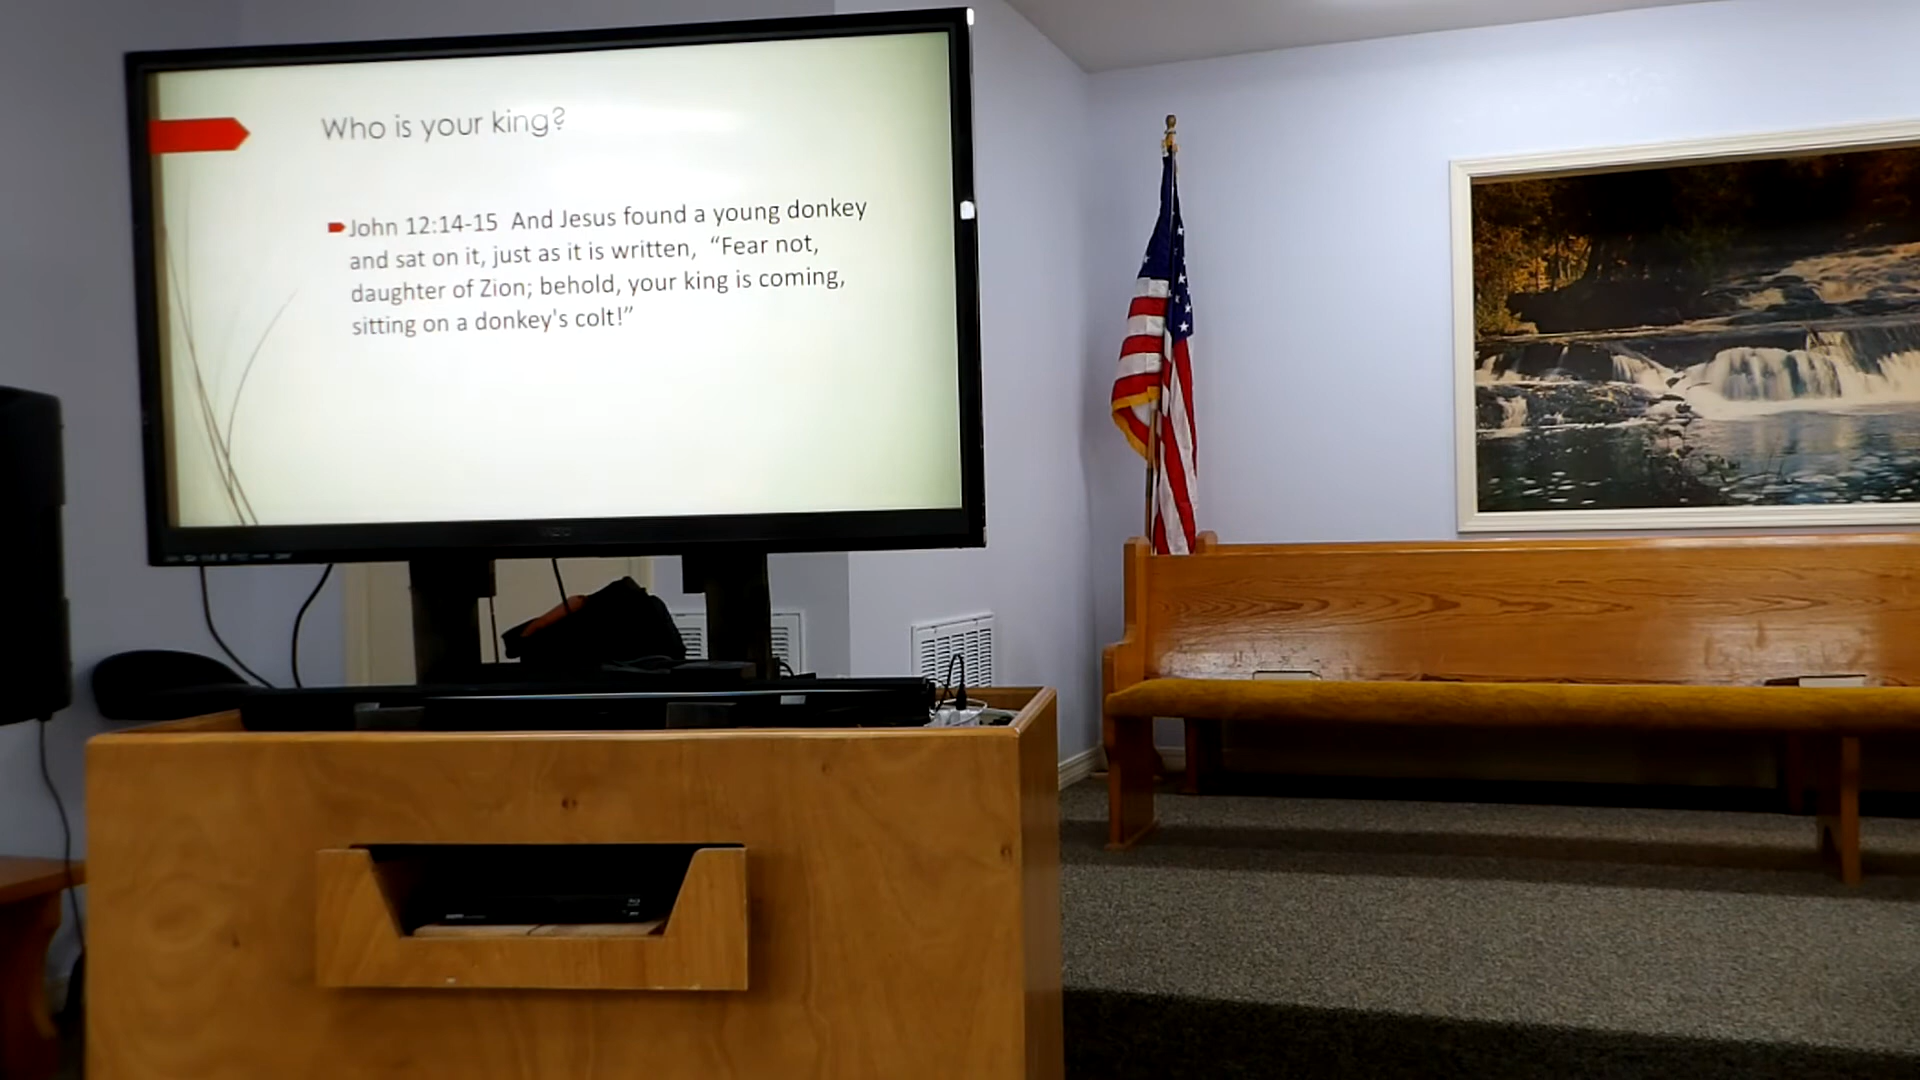 Who is your king?
John 12:14-15  And Jesus found a young donkey
and sat on it, just as it is written,  “Fear not,
daughter of Zion; behold, your king is coming,
sitting on a donkey's colt!”